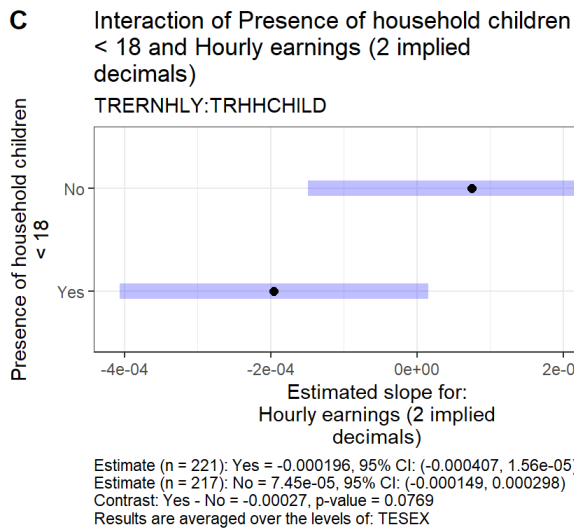 C
Interaction of Presence of household children
< 18 and Hourly earnings (2 implied
decimals)
TRERNHLY:TRHHCHILD
Presence of household children
< 18
No
Yes
-4e-04 -2e-04 0e+00 2e-0
Estimated slope for:
Hourly earnings (2 implied
decimals)
Estimate (n = 221): Yes = -0.000196, 95% CI: (-0.000407, 1.56e-05)
Estimate (n = 217): No = 7.45e-05, 95% CI: (-0.000149, 0.000298)
Contrast: Yes - No = -0.00027, p-value = 0.0769
Results are averaged over the levels of: TESEX